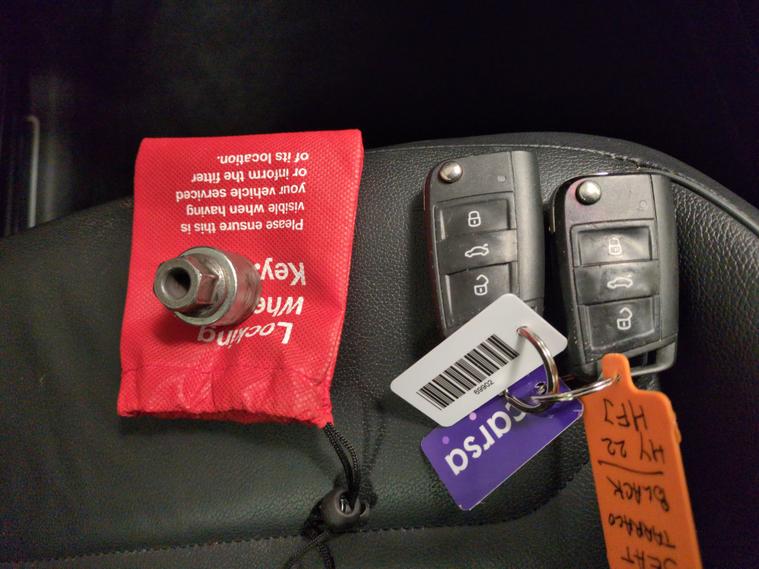 Locking
Whe
Key.
Please ensure this is
visible when having
your vehicle serviced
or inform the fitter
of its location.
69902
carsa
SEAT
TARRACO
BLACK
HY 22
HFJ